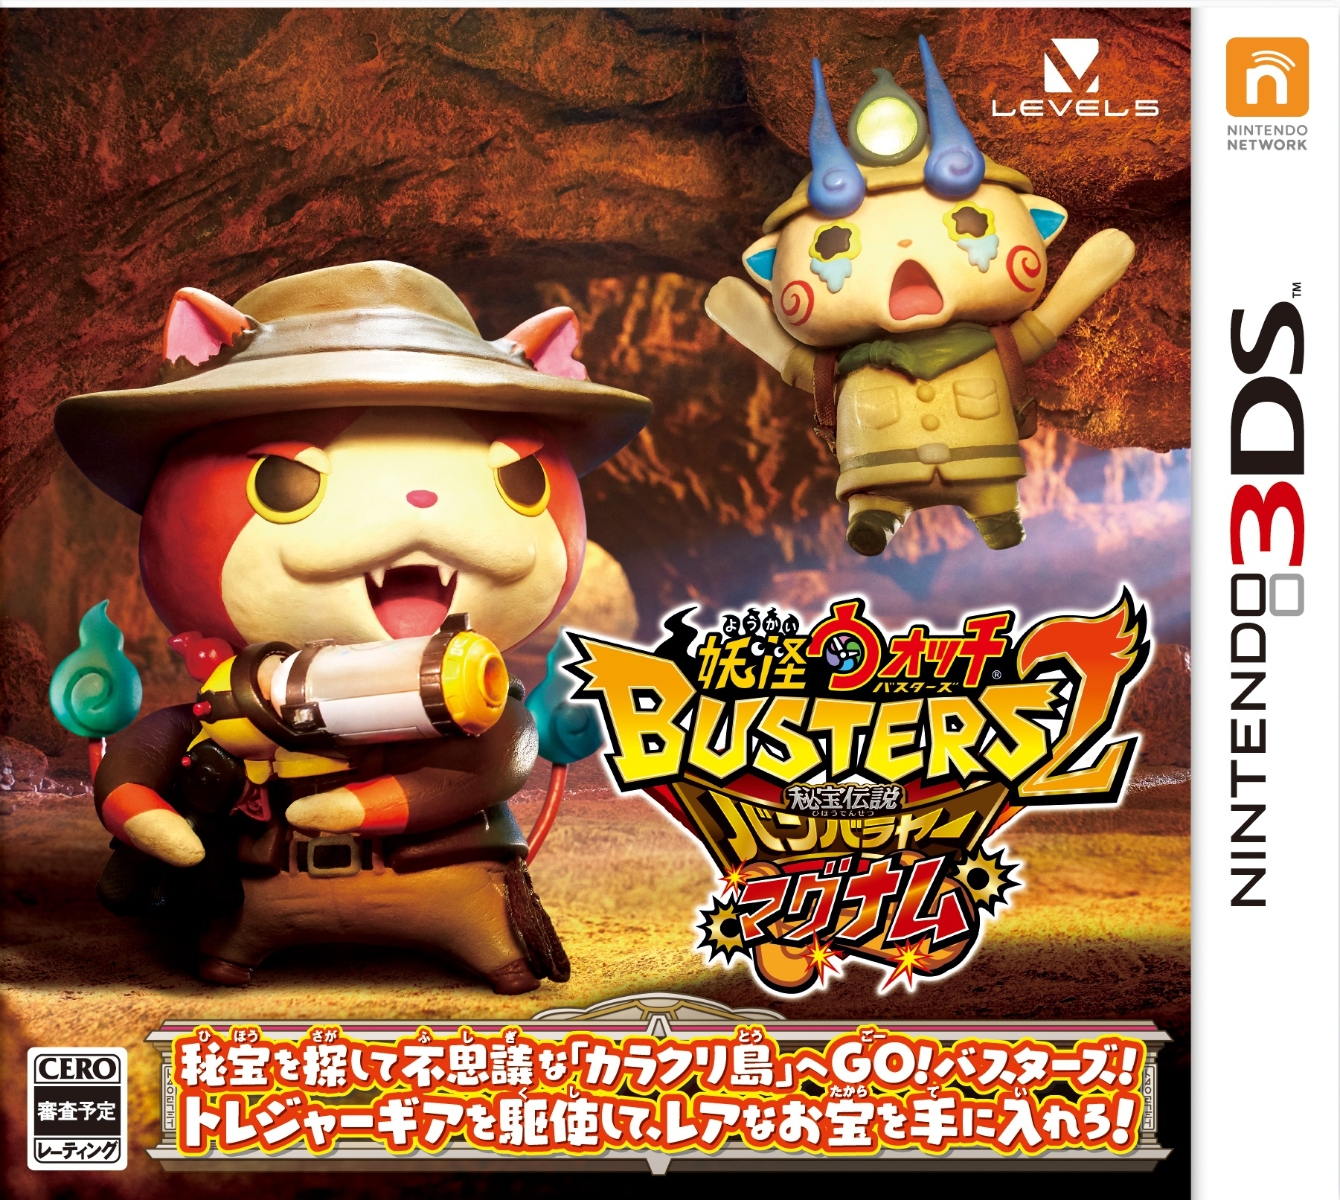 LEVEL5
NINTENDO
NETWORK
NINTENDO3DS™
ようかい
妖怪ウォッチ®
バスターズ
BUSTERS2
秘宝伝説
ひほうでんせつ
バンバラヤー
マグナム
ひ ほう さが ふ し ぎ とう ゴー
秘宝を探して不思議な「カラクリ島」へGO!バスターズ!
く し たから て い
トレジャーギアを駆使して、レアなお宝を手に入れろ!
CERO
審査予定
レーティング